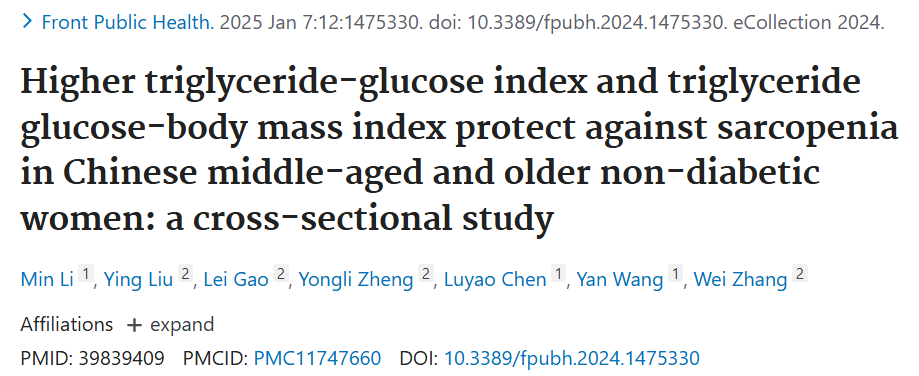 Front Public Health. 2025 Jan 7:12:1475330. doi: 10.3389/fpubh.2024.1475330. eCollection 2024.
Higher triglyceride-glucose index and triglyceride
glucose-body mass index protect against sarcopenia
in Chinese middle-aged and older non-diabetic
women: a cross-sectional study
Min Li 1, Ying Liu 2, Lei Gao 2, Yongli Zheng 2, Luyao Chen 1, Yan Wang 1, Wei Zhang 2
Affiliations + expand
PMID: 39839409 PMCID: PMC11747660 DOI: 10.3389/fpubh.2024.1475330